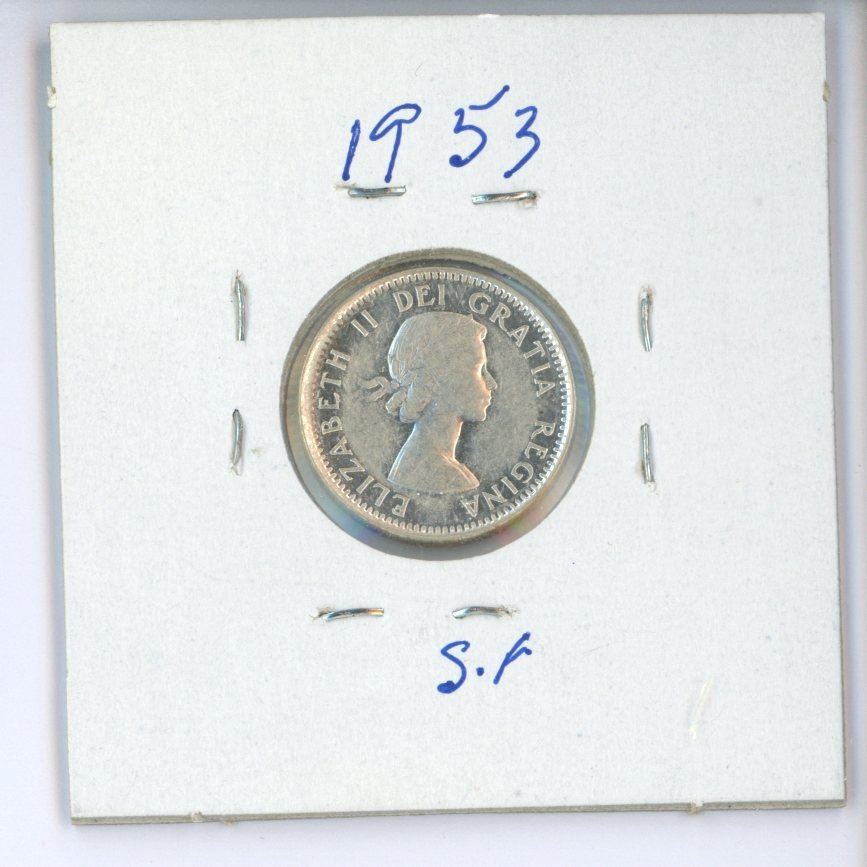 1953
ELIZABETH II DEI GRATIA REGINA
S.F